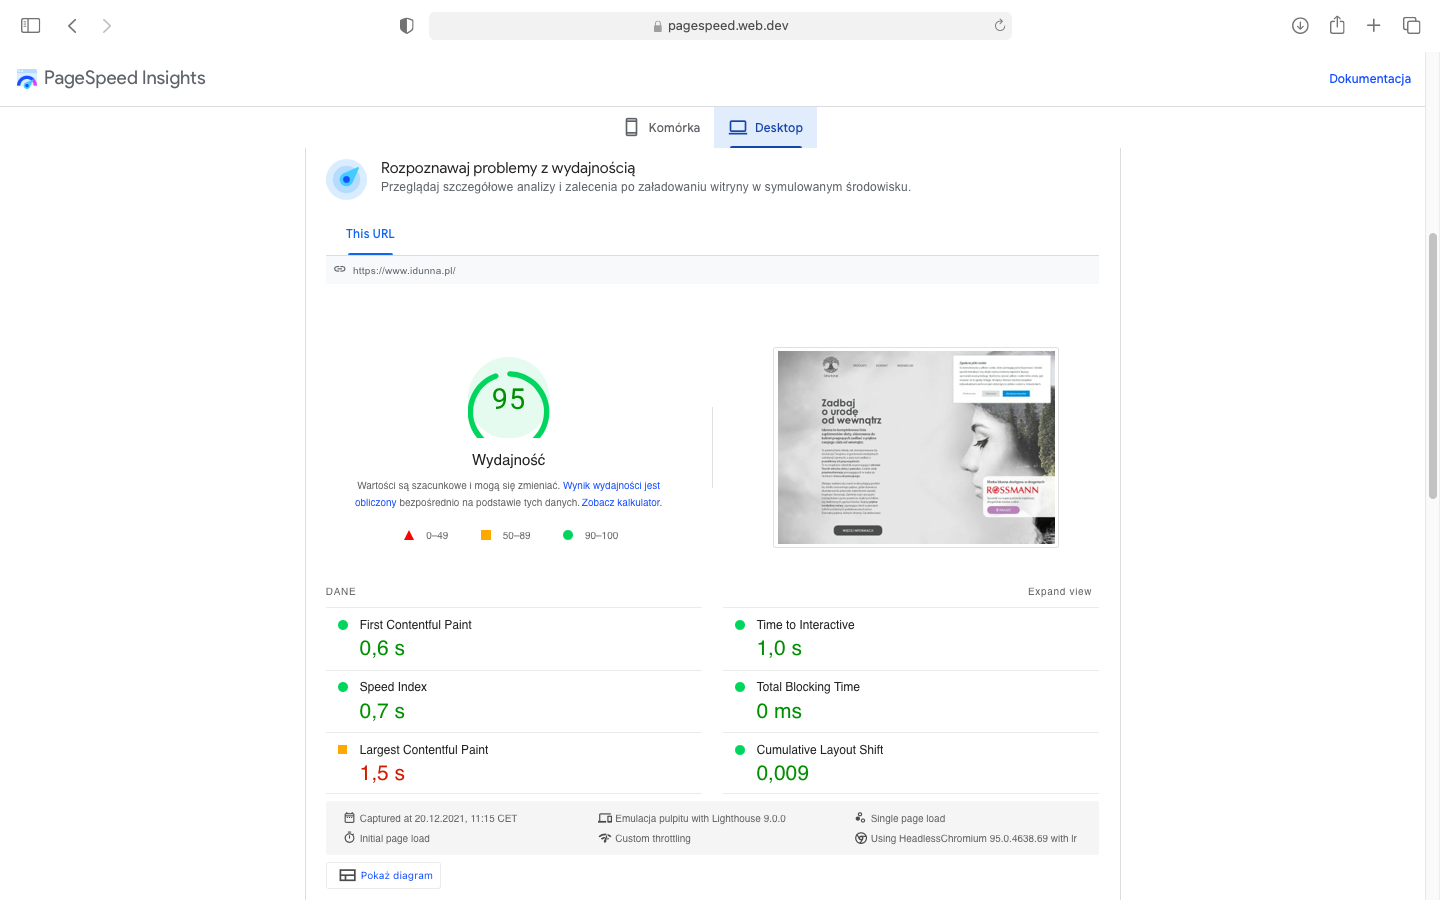 pagespeed.web.dev
PageSpeed Insights
Dokumentacja
Komórka
Desktop
Rozpoznawaj problemy z wydajnością
Przeglądaj szczegółowe analizy i zalecenia po załadowaniu witryny w symulowanym środowisku.
This URL
https://www.idunna.pl/
95
Wydajność
Wartości są szacunkowe i mogą się zmieniać. Wynik wydajności jest
obliczony bezpośrednio na podstawie tych danych. Zobacz kalkulator.
0–49
50–89
90–100
Zadbaj
o urodę
od wewnątrz
ROSSMANN
DANE
Expand view
First Contentful Paint
0,6 s
Time to Interactive
1,0 s
Speed Index
0,7 s
Total Blocking Time
0 ms
Largest Contentful Paint
1,5 s
Cumulative Layout Shift
0,009
Captured at 20.12.2021, 11:15 CET
Emulacja pulpitu with Lighthouse 9.0.0
Single page load
Initial page load
Custom throttling
Using HeadlessChromium 95.0.4638.69 with lr
Pokaż diagram